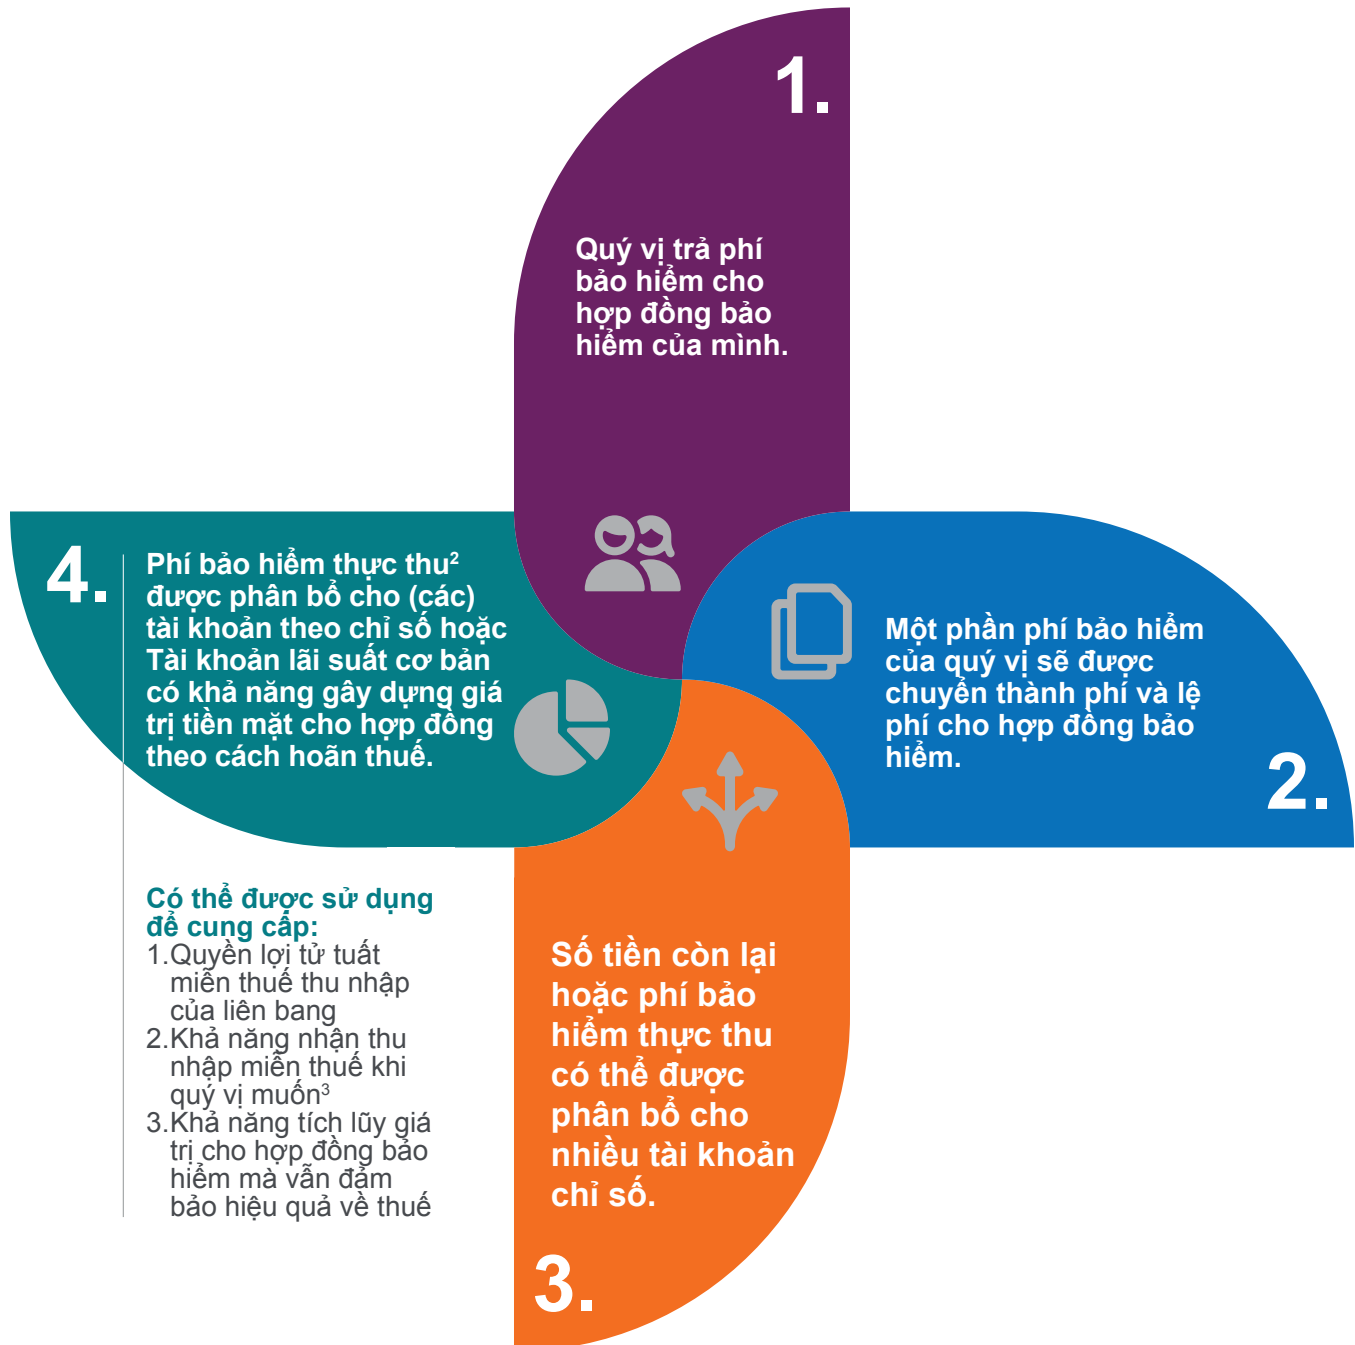 1.
Quý vị trả phí
bảo hiểm cho
hợp đồng bảo
hiểm của mình.
Một phần phí bảo hiểm
của quý vị sẽ được
chuyển thành phí và lệ
phí cho hợp đồng bảo
hiểm.
2.
Số tiền còn lại
hoặc phí bảo
hiểm thực thu
có thể được
phân bổ cho
nhiều tài khoản
chỉ số.
3.
4.
Phí bảo hiểm thực thu²
được phân bổ cho (các)
tài khoản theo chỉ số hoặc
Tài khoản lãi suất cơ bản
có khả năng gây dựng giá
trị tiền mặt cho hợp đồng
theo cách hoãn thuế.
Có thể được sử dụng
để cung cấp:
1.Quyền lợi tử tuất
miễn thuế thu nhập
của liên bang
2.Khả năng nhận thu
nhập miễn thuế khi
quý vị muốn³
3.Khả năng tích lũy giá
trị cho hợp đồng bảo
hiểm mà vẫn đảm
bảo hiệu quả về thuế